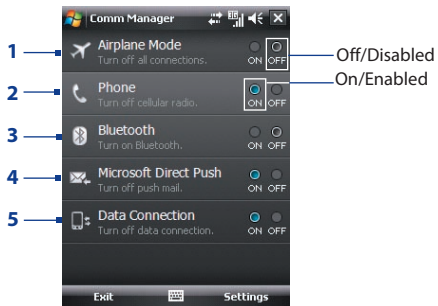 Comm Manager
1
Airplane Mode
Turn off all connections.
ON OFF
Off/Disabled
On/Enabled
2
Phone
Turn off cellular radio.
ON OFF
3
Bluetooth
Turn on Bluetooth.
ON OFF
4
Microsoft Direct Push
Turn off push mail.
ON OFF
5
Data Connection
Turn off data connection.
ON OFF
Exit
Settings